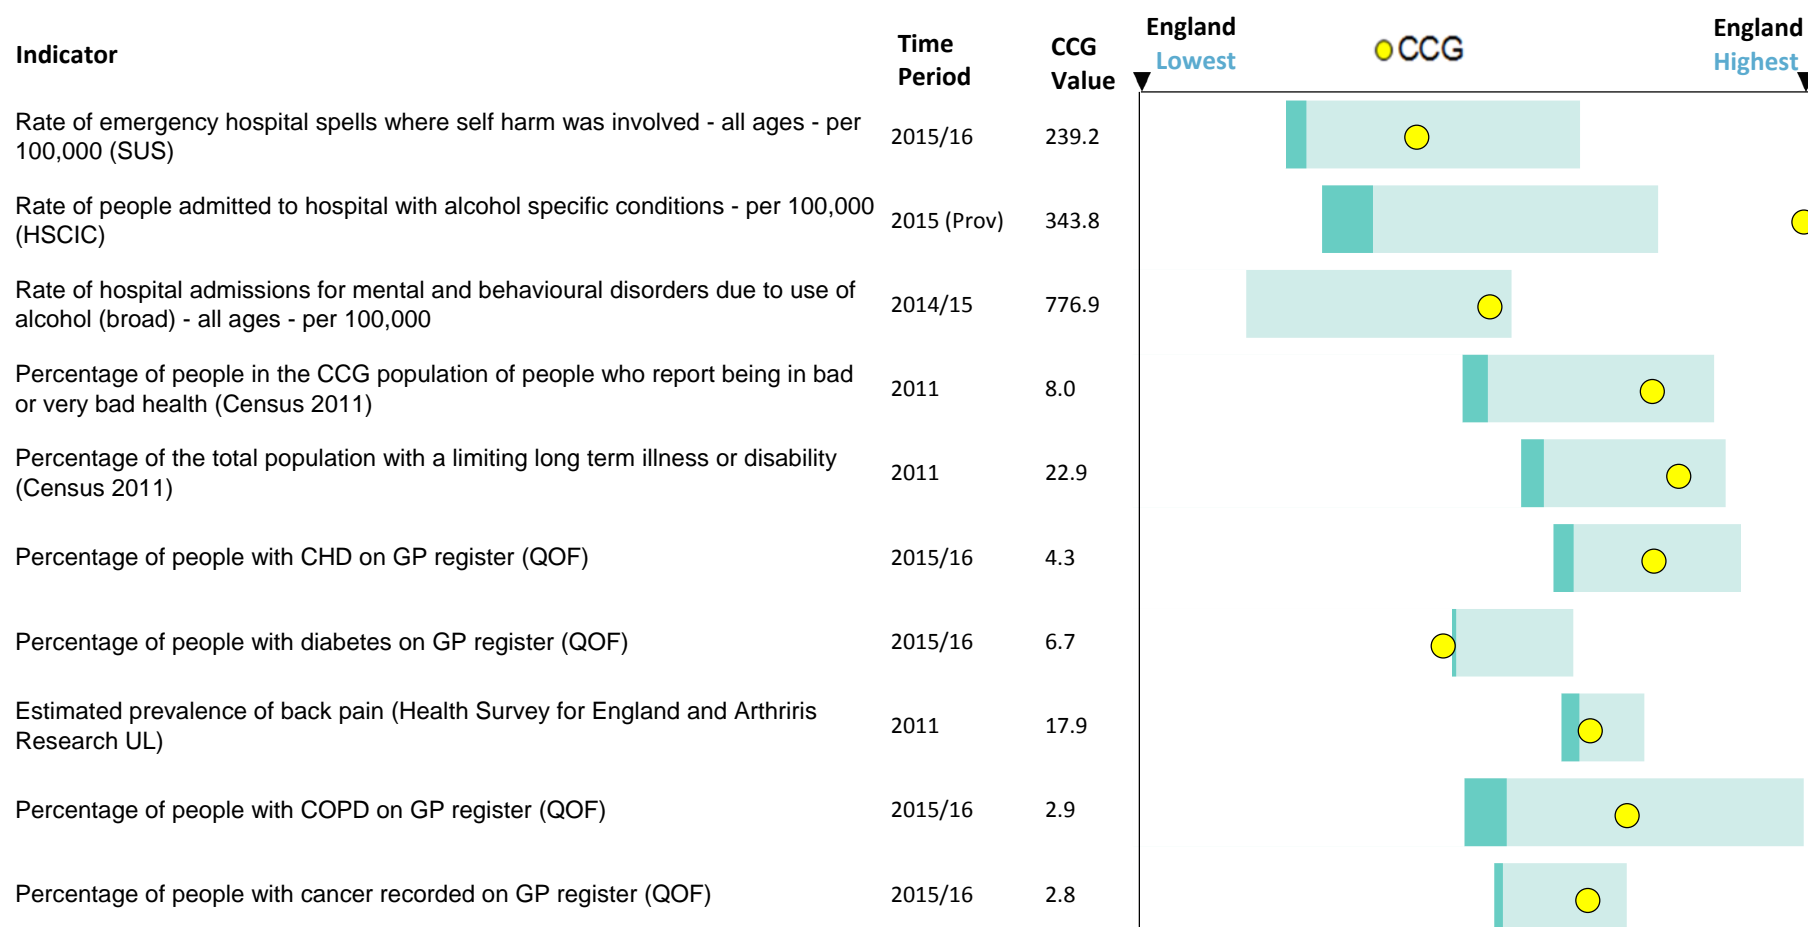 Indicator
Time
Period
CCG
Value
England
Lowest
CCG
England
Highest
Rate of emergency hospital spells where self harm was involved - all ages - per
100,000 (SUS)
2015/16
239.2
Rate of people admitted to hospital with alcohol specific conditions - per 100,000
(HSCIC)
2015 (Prov)
343.8
Rate of hospital admissions for mental and behavioural disorders due to use of
alcohol (broad) - all ages - per 100,000
2014/15
776.9
Percentage of people in the CCG population of people who report being in bad
or very bad health (Census 2011)
2011
8.0
Percentage of the total population with a limiting long term illness or disability
(Census 2011)
2011
22.9
Percentage of people with CHD on GP register (QOF)
2015/16
4.3
Percentage of people with diabetes on GP register (QOF)
2015/16
6.7
Estimated prevalence of back pain (Health Survey for England and Arthriris
Research UL)
2011
17.9
Percentage of people with COPD on GP register (QOF)
2015/16
2.9
Percentage of people with cancer recorded on GP register (QOF)
2015/16
2.8